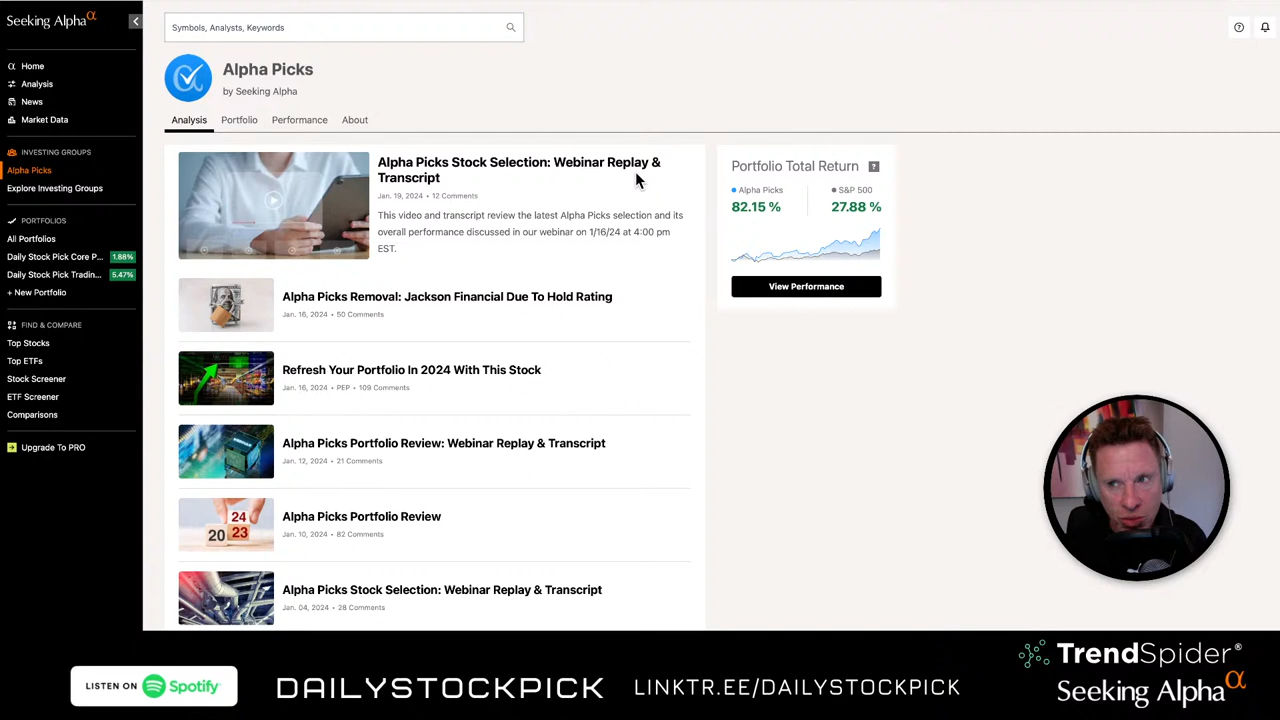 Seeking Alpha α
Symbols, Analysts, Keywords
Home
Analysis
News
Market Data
INVESTING GROUPS
Alpha Picks
Explore Investing Groups
PORTFOLIOS
All Portfolios
Daily Stock Pick Core P... 1.88%
Daily Stock Pick Tradin... 5.47%
+ New Portfolio
FIND & COMPARE
Top Stocks
Top ETFs
Stock Screener
ETF Screener
Comparisons
Upgrade To PRO
Alpha Picks
by Seeking Alpha
Analysis Portfolio Performance About
Alpha Picks Stock Selection: Webinar Replay &
Transcript
Jan. 19, 2024 • 12 Comments
This video and transcript review the latest Alpha Picks selection and its
overall performance discussed in our webinar on 1/16/24 at 4:00 pm
EST.
Alpha Picks Removal: Jackson Financial Due To Hold Rating
Jan. 16, 2024 • 50 Comments
Refresh Your Portfolio In 2024 With This Stock
Jan. 16, 2024 • PEP • 109 Comments
Alpha Picks Portfolio Review: Webinar Replay & Transcript
Jan. 12, 2024 • 21 Comments
24
20 23
Alpha Picks Portfolio Review
Jan. 10, 2024 • 82 Comments
Alpha Picks Stock Selection: Webinar Replay & Transcript
Jan. 04, 2024 • 28 Comments
Portfolio Total Return ?
Alpha Picks S&P 500
82.15 % 27.88 %
View Performance
LISTEN ON Spotify
DAILYSTOCKPICK
LINKTR.EE/DAILYSTOCKPICK
TrendSpider®
Seeking Alpha α